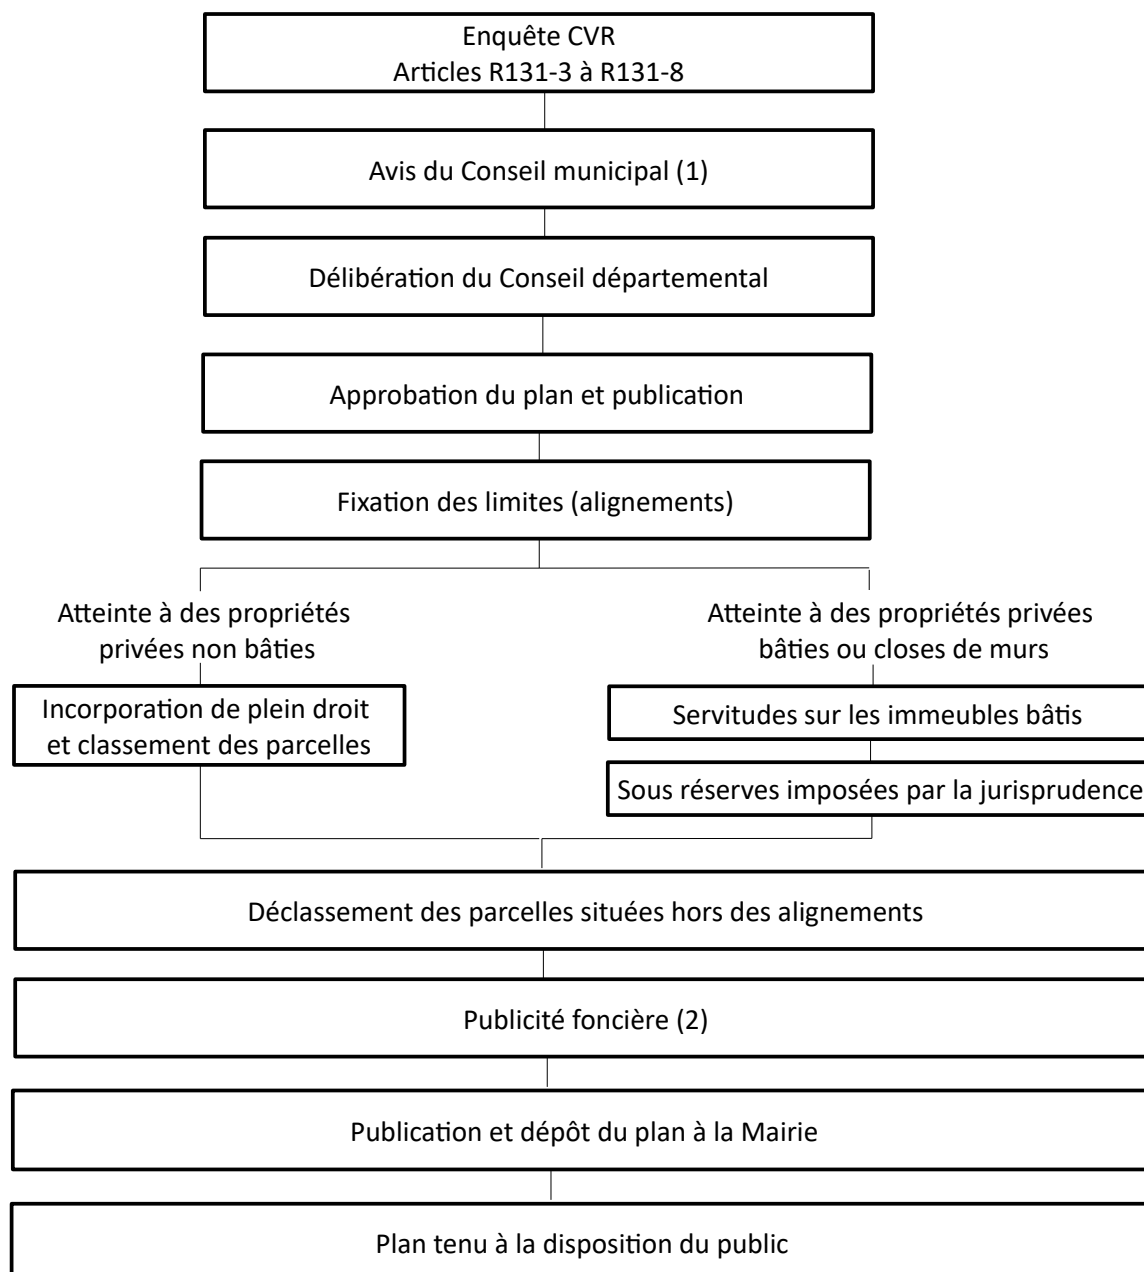 Enquête CVR
Articles R131-3 à R131-8
Avis du Conseil municipal (1)
Délibération du Conseil départemental
Approbation du plan et publication
Fixation des limites (alignements)
Atteinte à des propriétés
privées non bâties
Incorporation de plein droit
et classement des parcelles
Atteinte à des propriétés privées
bâties ou closes de murs
Servitudes sur les immeubles bâtis
Sous réserves imposées par la jurisprudence
Déclassement des parcelles situées hors des alignements
Publicité foncière (2)
Publication et dépôt du plan à la Mairie
Plan tenu à la disposition du public